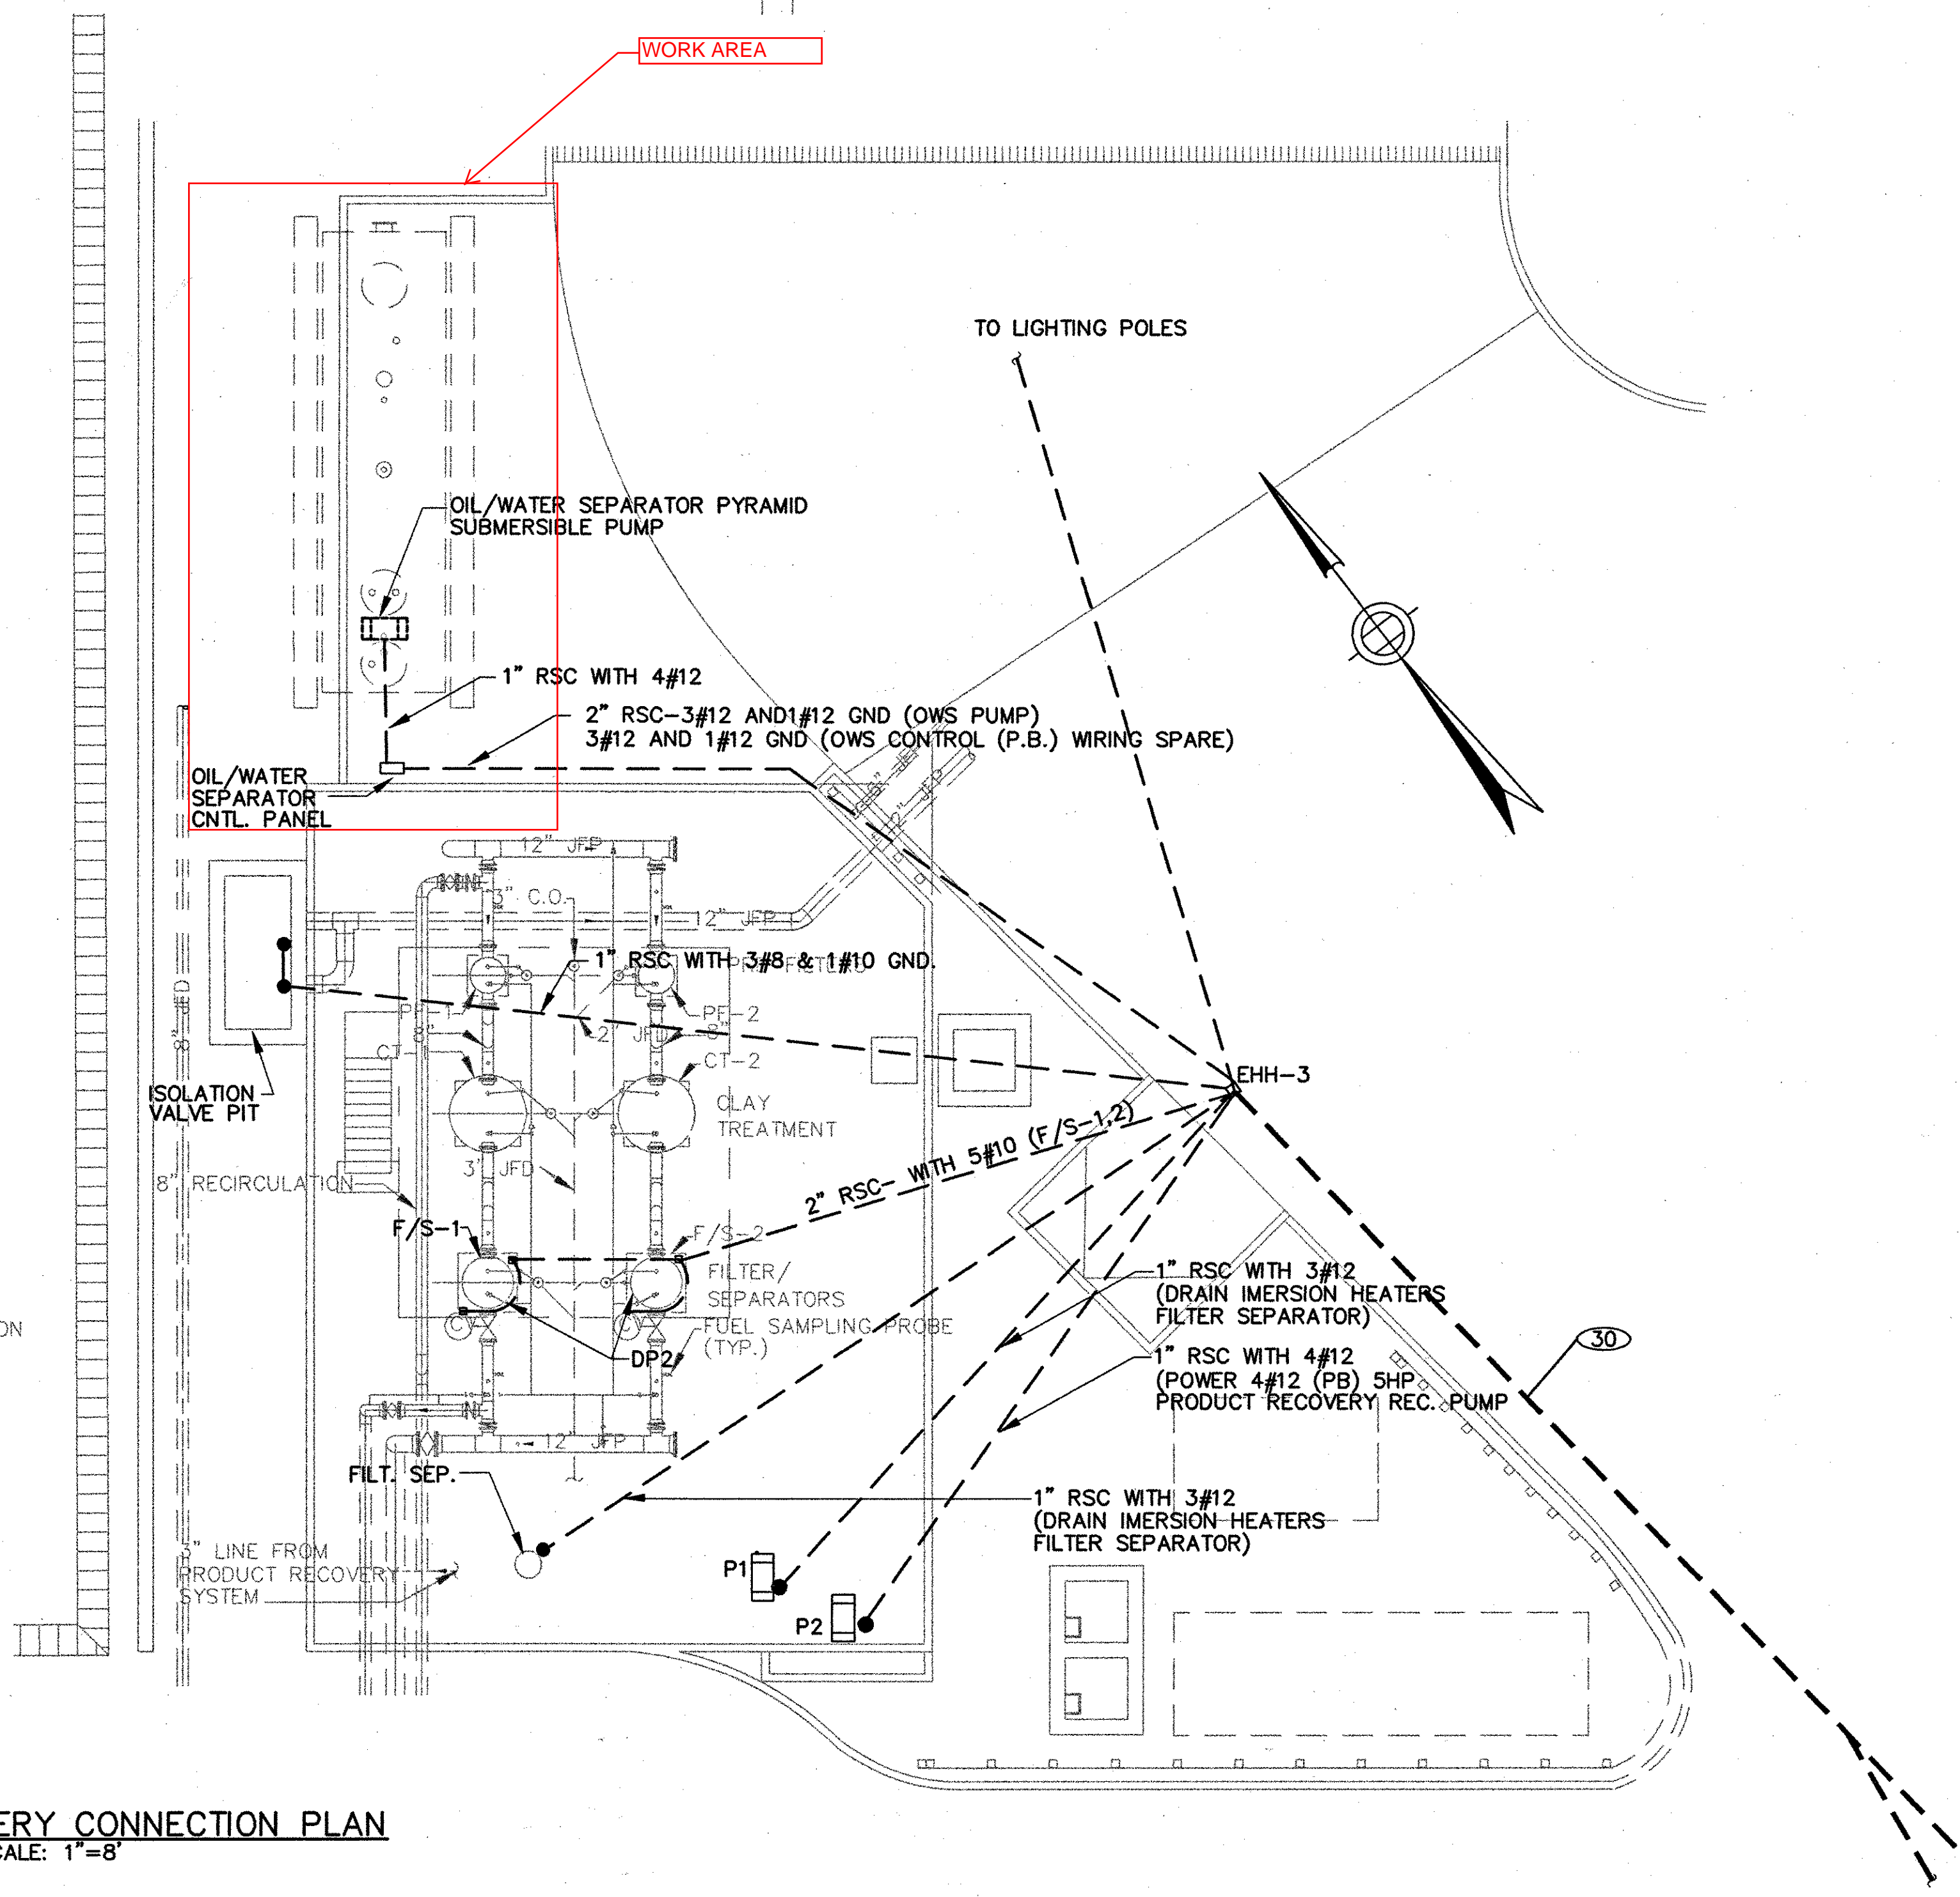 WORK AREA
TO LIGHTING POLES
OIL/WATER SEPARATOR PYRAMID
SUBMERSIBLE PUMP
1" RSC WITH 4#12
2" RSC-3#12 AND1#12 GND (OWS PUMP)
3#12 AND 1#12 GND (OWS CONTROL (P.B.) WIRING SPARE)
OIL/WATER
SEPARATOR
CNTL. PANEL
12" JFP
3" C.O.
12" JFP
1" RSC WITH 3#8 & 1#10 GND.
PF-2
8" JFD
8"
JFD
8"
CT-2
EHH-3
ISOLATION
VALVE PIT
CLAY
TREATMENT
2" RSC- WITH 5#10 (F/S-1,2)
3" JFD
8" RECIRCULATION
F/S-1
F/S-2
FILTER/
SEPARATORS
1" RSC WITH 3#12
(DRAIN IMERSION HEATERS
FILTER SEPARATOR)
FUEL SAMPLING PROBE
(TYP.)
DP2
30
1" RSC WITH 4#12
(POWER 4#12 (PB) 5HP
PRODUCT RECOVERY REC. PUMP
12" JFP
FILT. SEP.
1" RSC WITH 3#12
(DRAIN IMERSION HEATERS
FILTER SEPARATOR)
3" LINE FROM
PRODUCT RECOVERY
SYSTEM
P1
P2
ERY CONNECTION PLAN
CALE: 1"=8'